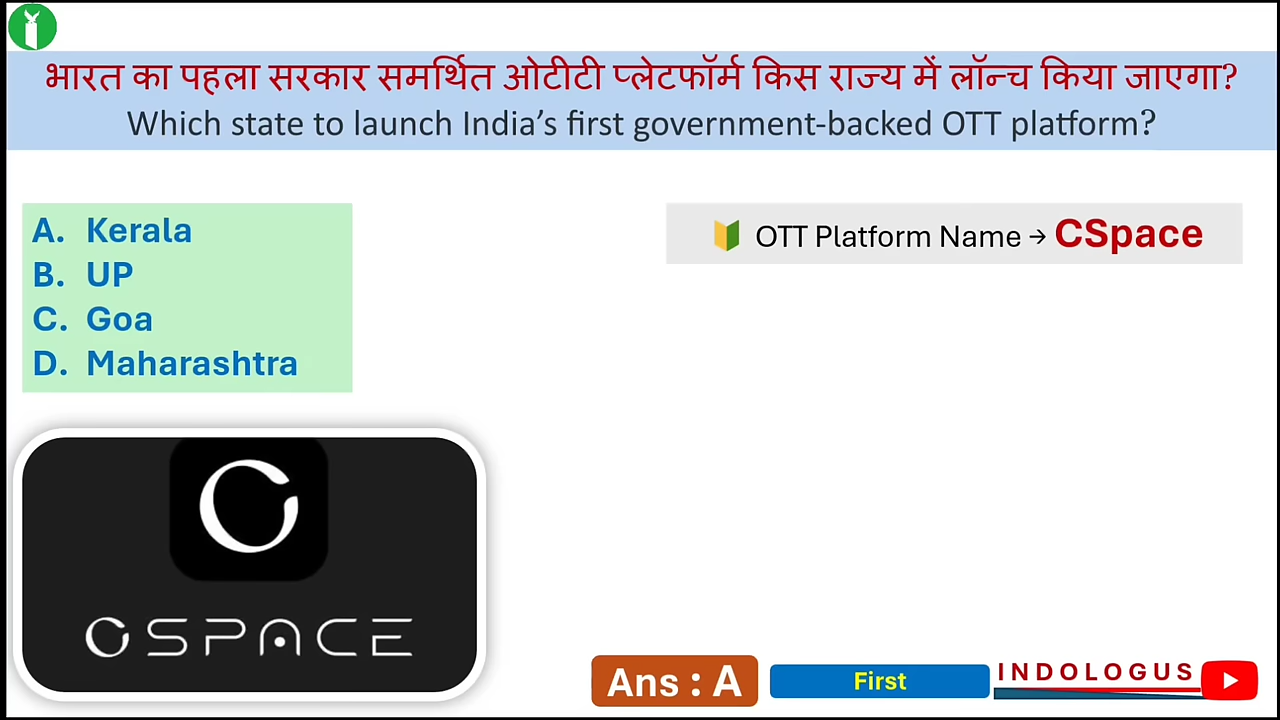 भारत का पहला सरकार समर्थित ओटीटी प्लेटफॉर्म किस राज्य में लॉन्च किया जाएगा?
Which state to launch India’s first government-backed OTT platform?
A. Kerala
B. UP
C. Goa
D. Maharashtra
OTT Platform Name → CSpace
CSPACE
Ans : A
First
INDOLOGUS